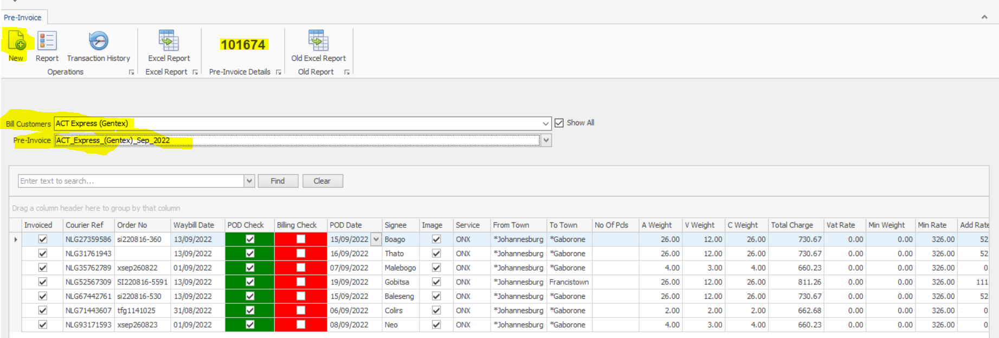 Pre-Invoice
New Report Transaction History Excel Report 101674 Old Excel Report
Operations Excel Report Pre-Invoice Details Old Report
Bill Customers ACT Express (Gentex) Show All
Pre-Invoice ACT_Express_(Gentex)_Sep_2022
Enter text to search... Find Clear
Drag a column header here to group by that column
Invoiced Courier Ref Order No Waybill Date POD Check Billing Check POD Date Signee Image Service From Town To Town No Of Pcls A Weight V Weight C Weight Total Charge Vat Rate Min Weight Min Rate Add Rate
NLG27359586 si220816-360 13/09/2022 15/09/2022 Boago ONX *Johannesburg *Gaborone 26.00 12.00 26.00 730.67 0.00 0.00 326.00 52.
NLG31761943 13/09/2022 16/09/2022 Thato ONX *Johannesburg *Gaborone 26.00 12.00 26.00 730.67 0.00 0.00 326.00 52.
NLG35762789 xsep260822 01/09/2022 07/09/2022 Malebogo ONX *Johannesburg *Gaborone 4.00 3.00 4.00 660.23 0.00 0.00 326.00 0.
NLG52567309 SI220816-5591 13/09/2022 19/09/2022 Gobitsa ONX *Johannesburg Francistown 26.00 12.00 26.00 811.26 0.00 0.00 326.00 111.
NLG67442761 si220816-530 13/09/2022 15/09/2022 Baleseng ONX *Johannesburg *Gaborone 26.00 12.00 26.00 730.67 0.00 0.00 326.00 52.
NLG71443607 tfg1141025 31/08/2022 06/09/2022 Colirs ONX *Johannesburg *Gaborone 2.00 2.00 2.00 662.68 0.00 0.00 326.00 0.
NLG93171593 xsep260823 01/09/2022 08/09/2022 Neo ONX *Johannesburg *Gaborone 4.00 3.00 4.00 660.23 0.00 0.00 326.00 0.